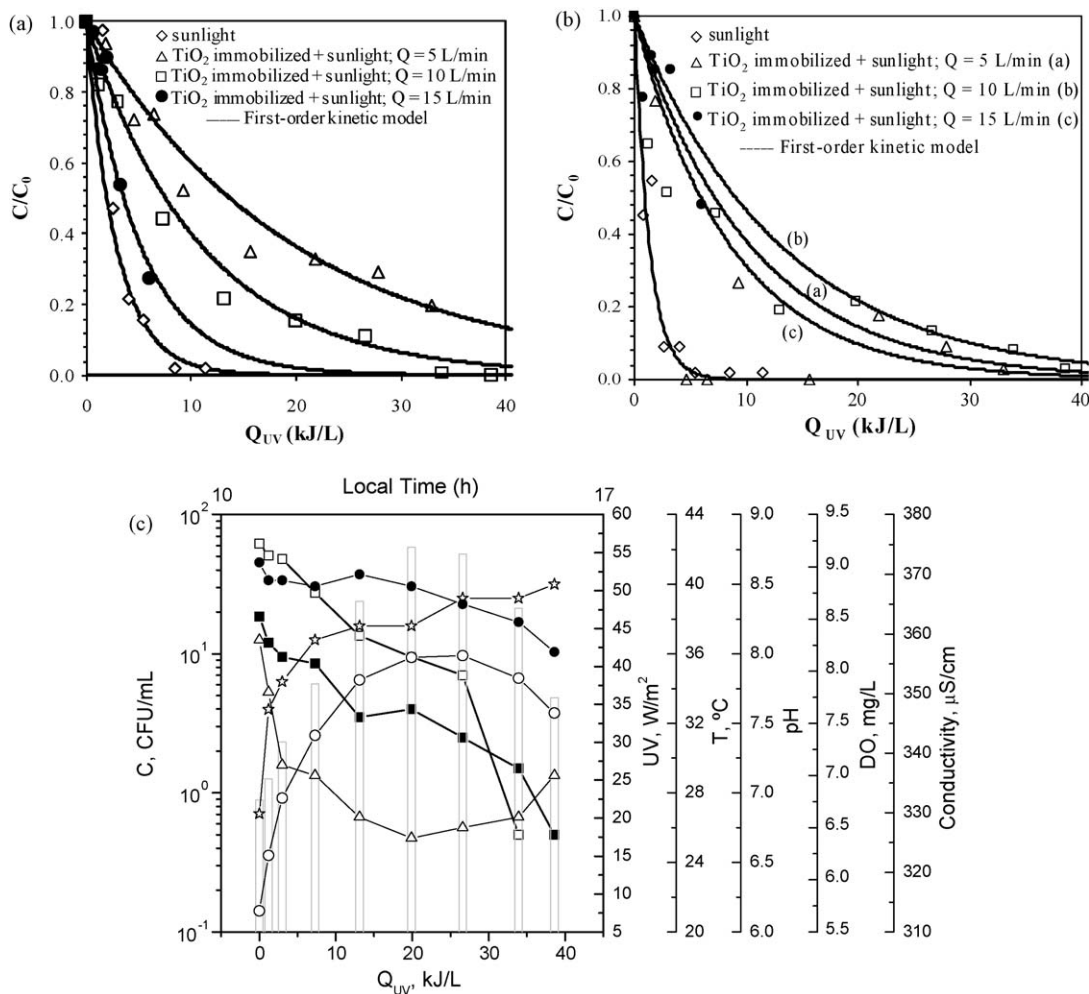 (a)
sunlight
TiO₂ immobilized + sunlight; Q = 5 L/min
TiO₂ immobilized + sunlight; Q = 10 L/min
TiO₂ immobilized + sunlight; Q = 15 L/min
First-order kinetic model
1.0
0.8
0.6
0.4
0.2
0.0
C/C₀
0 10 20 30 40
Q_UV (kJ/L)
(b)
sunlight
TiO₂ immobilized + sunlight; Q = 5 L/min (a)
TiO₂ immobilized + sunlight; Q = 10 L/min (b)
TiO₂ immobilized + sunlight; Q = 15 L/min (c)
First-order kinetic model
1.0
0.8
0.6
0.4
0.2
0.0
C/C₀
(b)
(a)
(c)
0 10 20 30 40
Q_UV (kJ/L)
(c)
10 Local Time (h) 17
10²
10¹
10⁰
10⁻¹
C, CFU/mL
0 10 20 30 40
Q_UV, kJ/L
60
55
50
45
40
35
30
25
20
15
10
5
UV, W/m²
44
40
36
32
28
24
20
T, ºC
9.0
8.5
8.0
7.5
7.0
6.5
6.0
pH
9.5
9.0
8.5
8.0
7.5
7.0
6.5
6.0
5.5
DO, mg/L
380
370
360
350
340
330
320
310
Conductivity, µS/cm